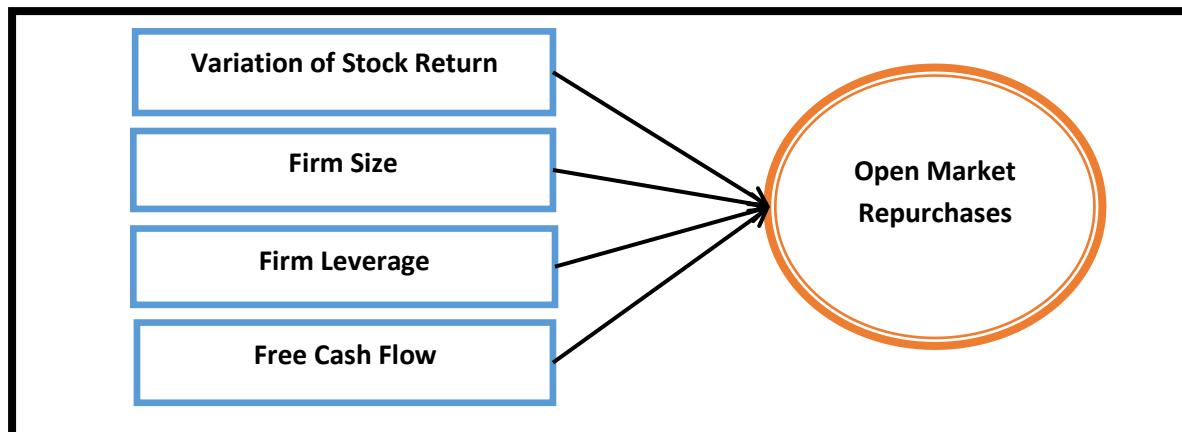 Variation of Stock Return
Firm Size
Firm Leverage
Free Cash Flow
Open Market
Repurchases